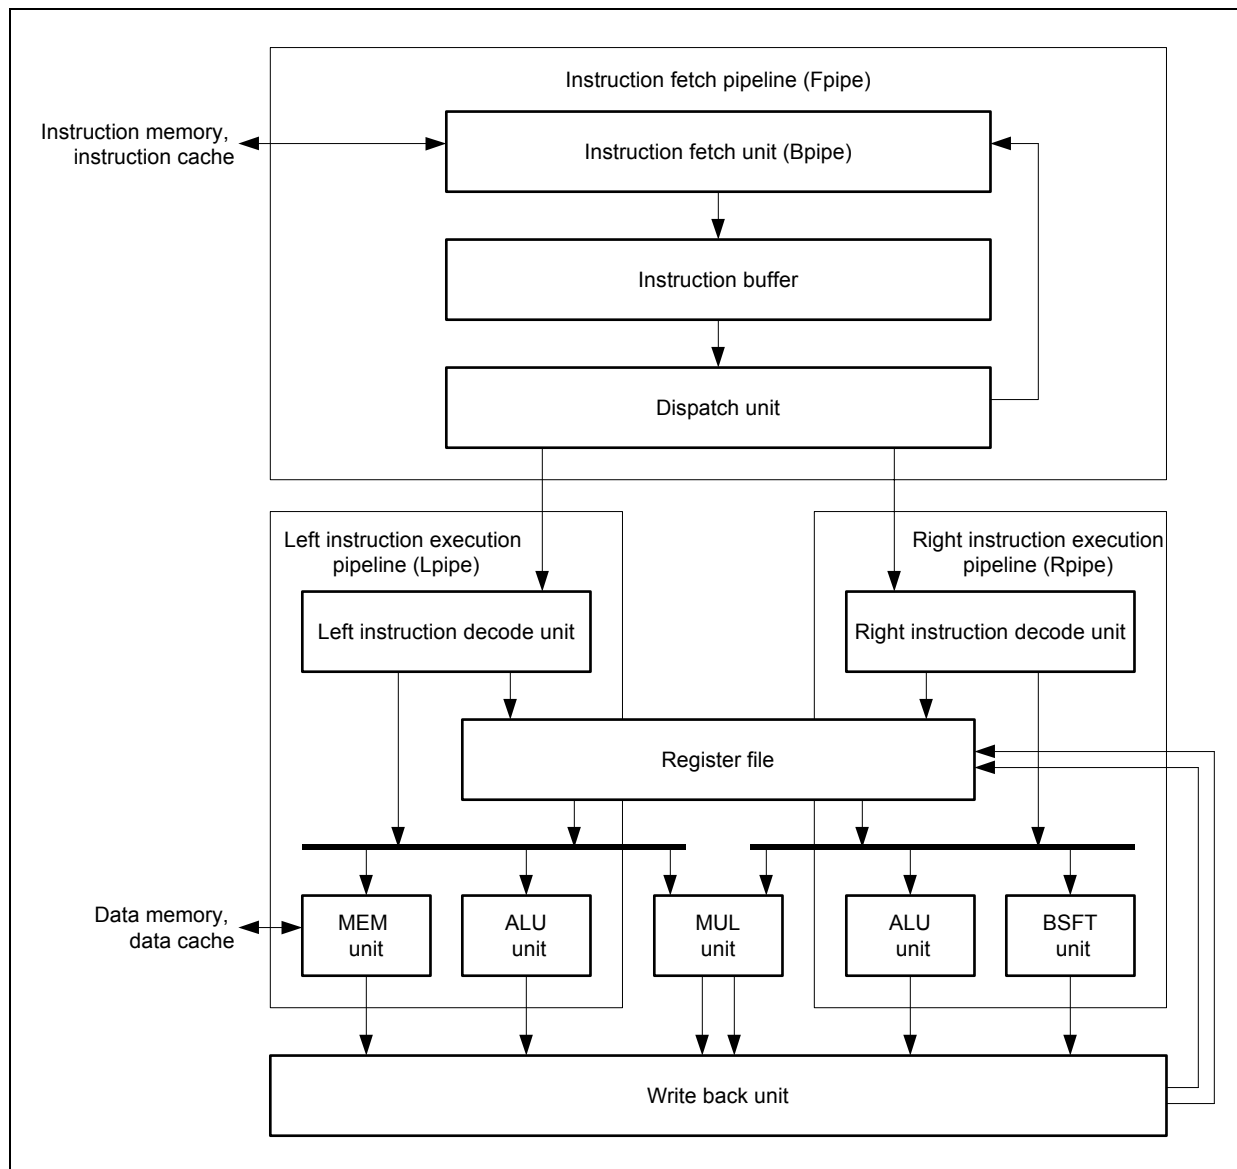 Instruction fetch pipeline (Fpipe)
Instruction memory,
instruction cache
Instruction fetch unit (Bpipe)
Instruction buffer
Dispatch unit
Left instruction execution
pipeline (Lpipe)
Right instruction execution
pipeline (Rpipe)
Left instruction decode unit
Right instruction decode unit
Register file
Data memory,
data cache
MEM
unit
ALU
unit
MUL
unit
ALU
unit
BSFT
unit
Write back unit